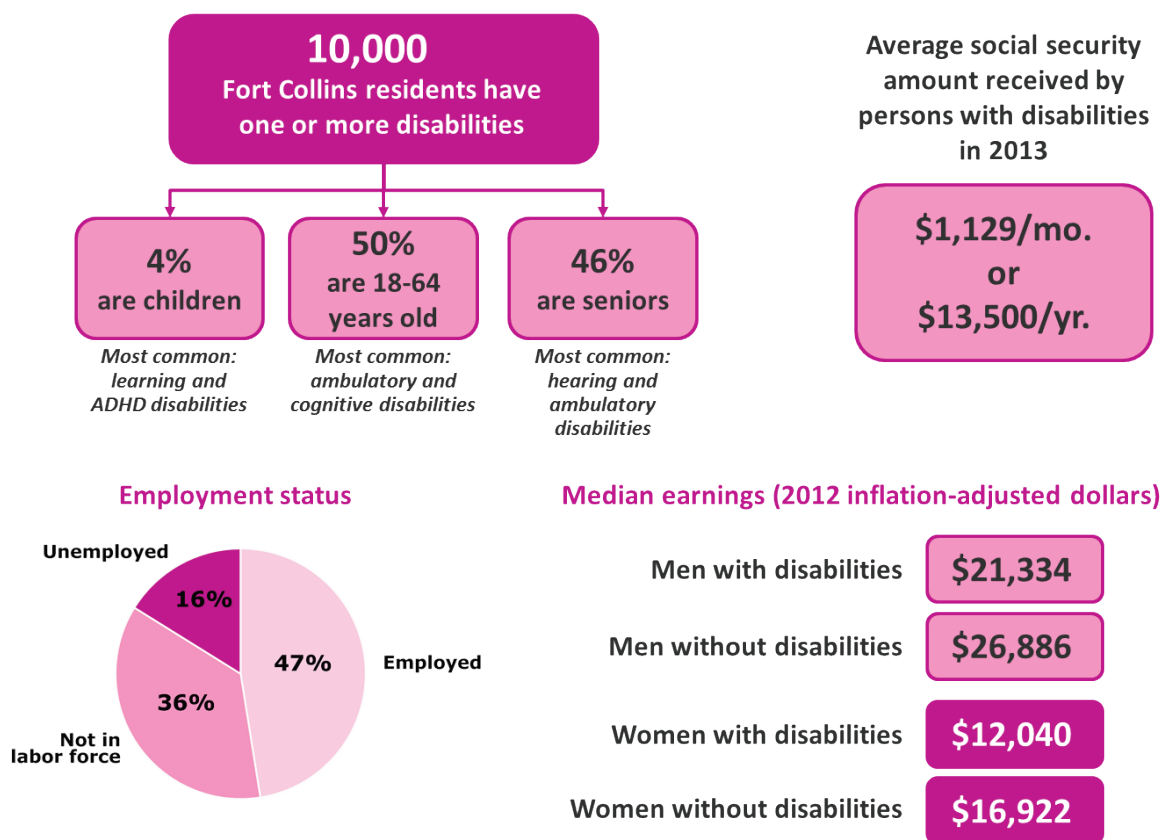 10,000
Fort Collins residents have
one or more disabilities
Average social security
amount received by
persons with disabilities
in 2013
$1,129/mo.
or
$13,500/yr.
4%
are children
50%
are 18-64
years old
46%
are seniors
Most common:
learning and
ADHD disabilities
Most common:
ambulatory and
cognitive disabilities
Most common:
hearing and
ambulatory
disabilities
Employment status
Unemployed
16%
47%
Employed
36%
Not in
labor force
Median earnings (2012 inflation-adjusted dollars)
Men with disabilities
$21,334
Men without disabilities
$26,886
Women with disabilities
$12,040
Women without disabilities
$16,922